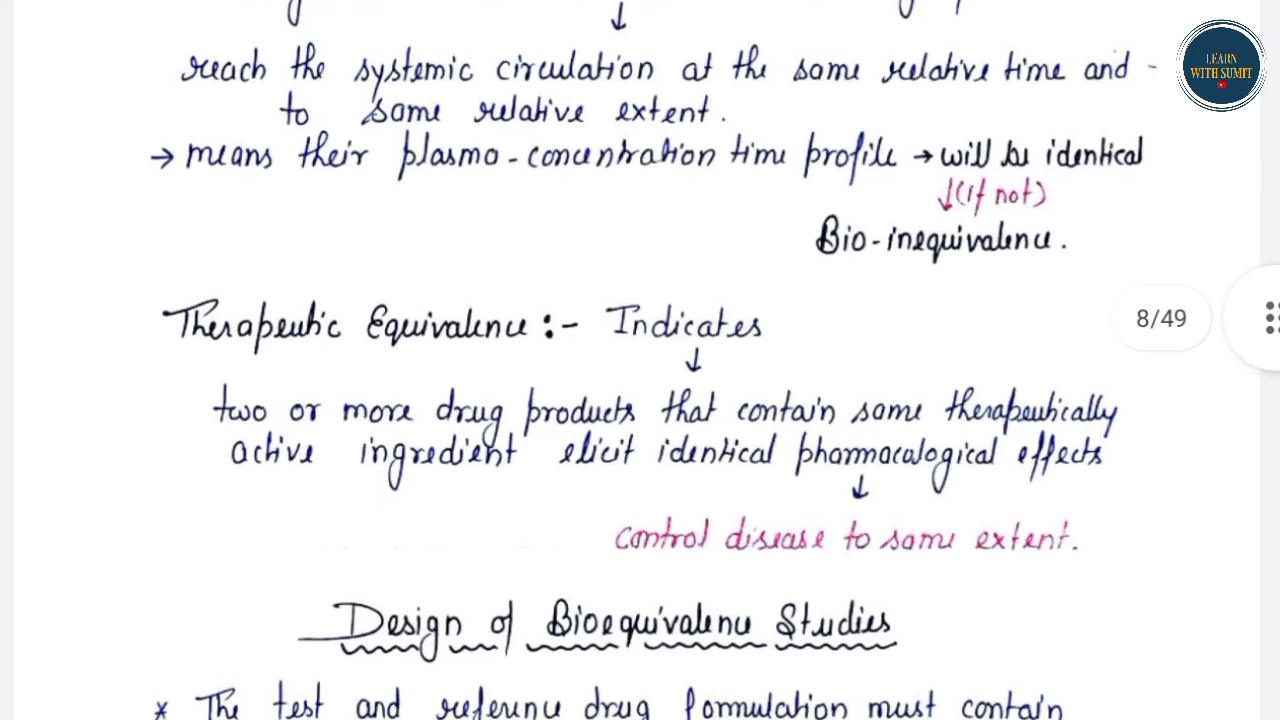 reach the systemic circulation at the same relative time and -
to same relative extent.
→ means their plasma-concentration time profile → will be identical
↓(if not)
Bio-inequivalence.
Therapeutic Equivalence :- Indicates
↓
two or more drug products that contain same therapeutically
active ingredient elicit identical pharmacological effects
↓
control disease to same extent.
Design of Bioequivalence Studies
* The test and reference drug formulation must contain
LEARN
WITH SUMIT
8/49